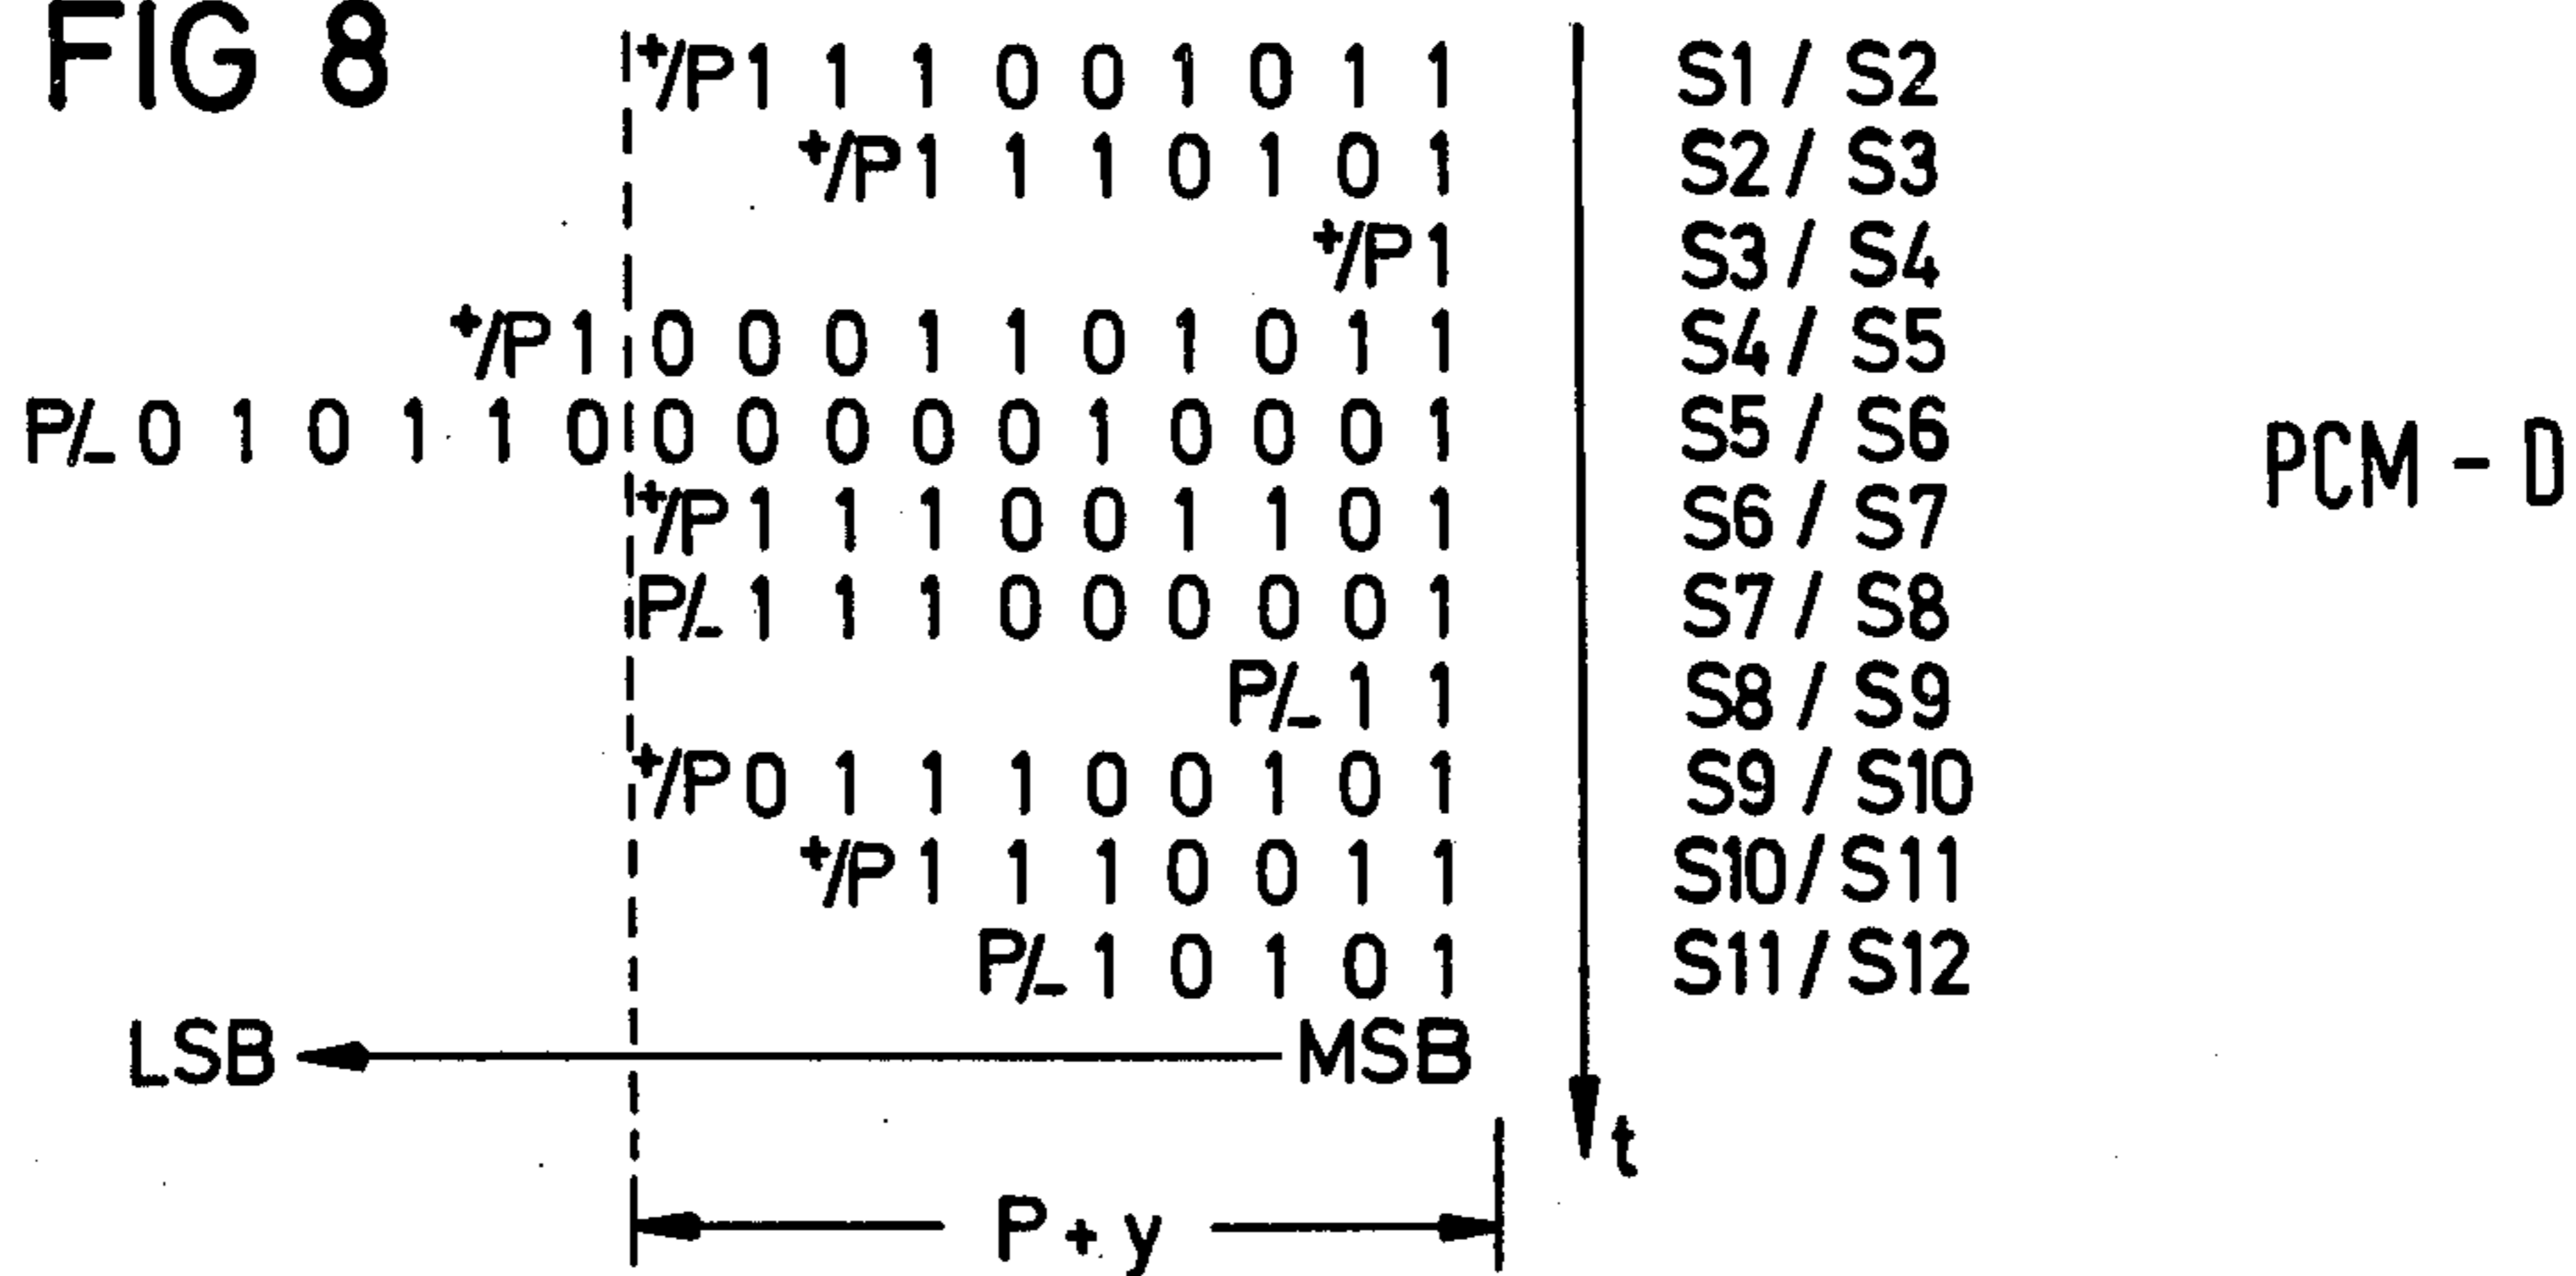 FIG 8
+/P 1 1 1 0 0 1 0 1 1 S1 / S2
+/P 1 1 1 0 1 0 1 S2 / S3
+/P 1 S3 / S4
+/P 1 0 0 0 1 1 0 1 0 1 1 S4 / S5
P/- 0 1 0 1 1 0 0 0 0 0 0 1 0 0 0 1 S5 / S6
PCM - D
+/P 1 1 1 0 0 1 1 0 1 S6 / S7
P/- 1 1 1 0 0 0 0 0 1 S7 / S8
P/- 1 1 S8 / S9
+/P 0 1 1 1 0 0 1 0 1 S9 / S10
+/P 1 1 1 0 0 1 1 S10 / S11
P/- 1 0 1 0 1 S11 / S12
LSB MSB
t
P + y